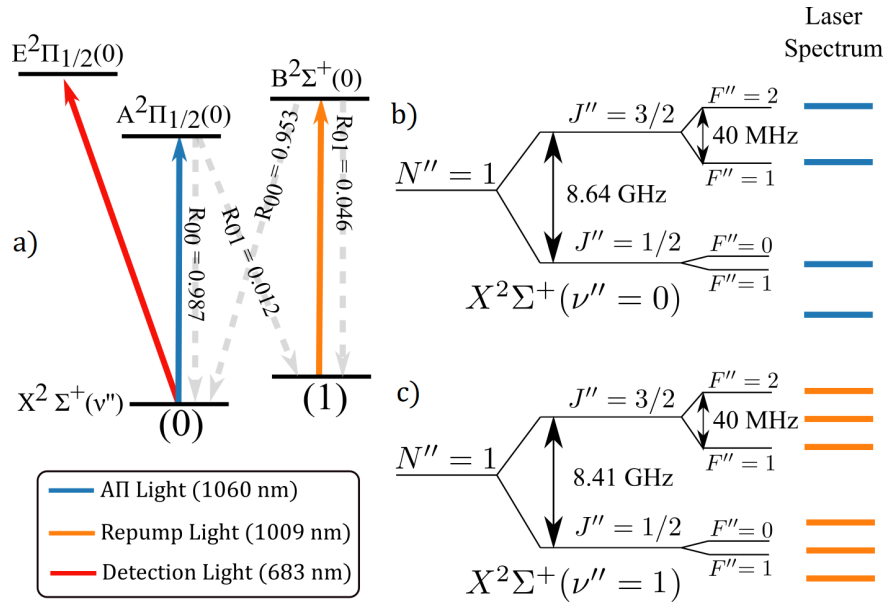 E²Π₁/₂(0)
A²Π₁/₂(0)
B²Σ⁺(0)
a)
R₀₀ = 0.987
R₀₁ = 0.012
R₀₀ = 0.953
R₀₁ = 0.046
X² Σ⁺(ν")
(0)
(1)
AΠ Light (1060 nm)
Repump Light (1009 nm)
Detection Light (683 nm)
Laser
Spectrum
b)
N'' = 1
8.64 GHz
J'' = 3/2
F'' = 2
40 MHz
F'' = 1
J'' = 1/2
F'' = 0
F'' = 1
X²Σ⁺(ν'' = 0)
c)
N'' = 1
8.41 GHz
J'' = 3/2
F'' = 2
40 MHz
F'' = 1
J'' = 1/2
F'' = 0
F'' = 1
X²Σ⁺(ν'' = 1)